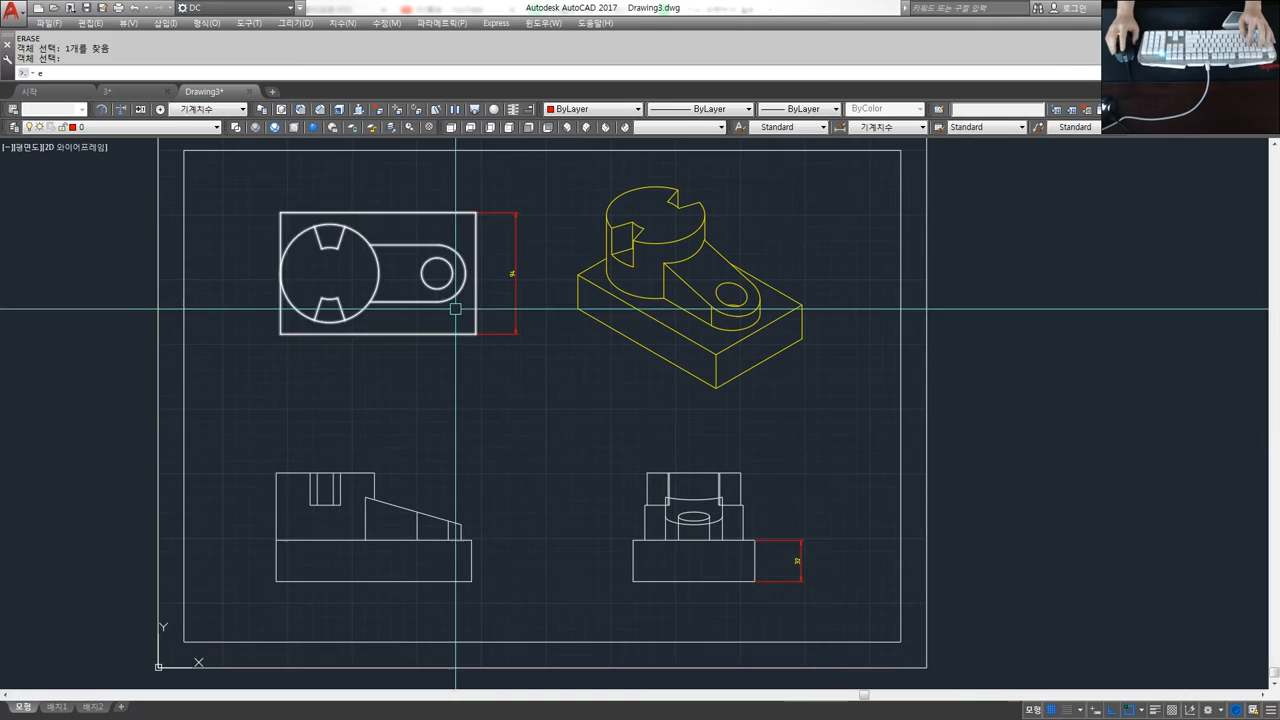 DC
Autodesk AutoCAD 2017 Drawing3.dwg
키워드 또는 구절 입력
로그인
파일(F) 편집(E) 뷰(V) 삽입(I) 형식(O) 도구(T) 그리기(D) 치수(N) 수정(M) 파라메트릭(P) Express 윈도우(W) 도움말(H)
ERASE
객체 선택: 1개를 찾음
객체 선택:
e
시작 3* Drawing3*
기계치수 ByLayer ByLayer ByLayer ByColor
0 Standard 기계치수 Standard Standard
[-][평면도][2D 와이어프레임]
94
32
Y
X
모형 배치1 배치2 +
모형